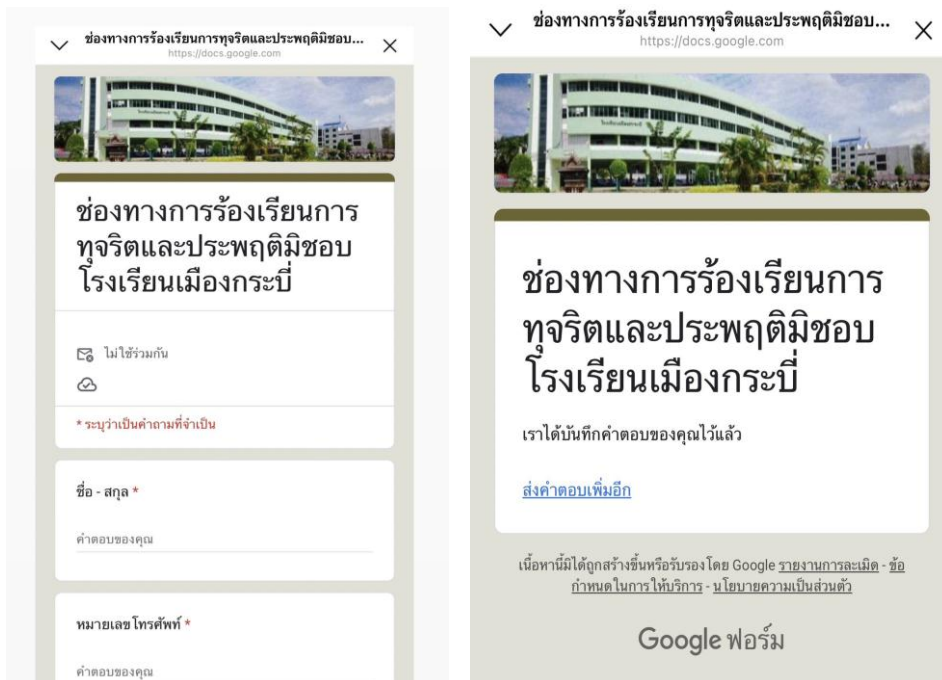 ช่องทางการร้องเรียนการทุจริตและประพฤติมิชอบ...
https://docs.google.com
ช่องทางการร้องเรียนการ
ทุจริตและประพฤติมิชอบ
โรงเรียนเมืองกระบี่
ไม่ใช้ร่วมกัน
* ระบุว่าเป็นคำถามที่จำเป็น
ชื่อ - สกุล *
คำตอบของคุณ
หมายเลขโทรศัพท์ *
คำตอบของคุณ
ช่องทางการร้องเรียนการทุจริตและประพฤติมิชอบ...
https://docs.google.com
ช่องทางการร้องเรียนการ
ทุจริตและประพฤติมิชอบ
โรงเรียนเมืองกระบี่
เราได้บันทึกคำตอบของคุณไว้แล้ว
ส่งคำตอบเพิ่มอีก
เนื้อหานี้มิได้ถูกสร้างขึ้นหรือรับรองโดย Google รายงานการละเมิด - ข้อ
กำหนดในการให้บริการ - นโยบายความเป็นส่วนตัว
Google ฟอร์ม